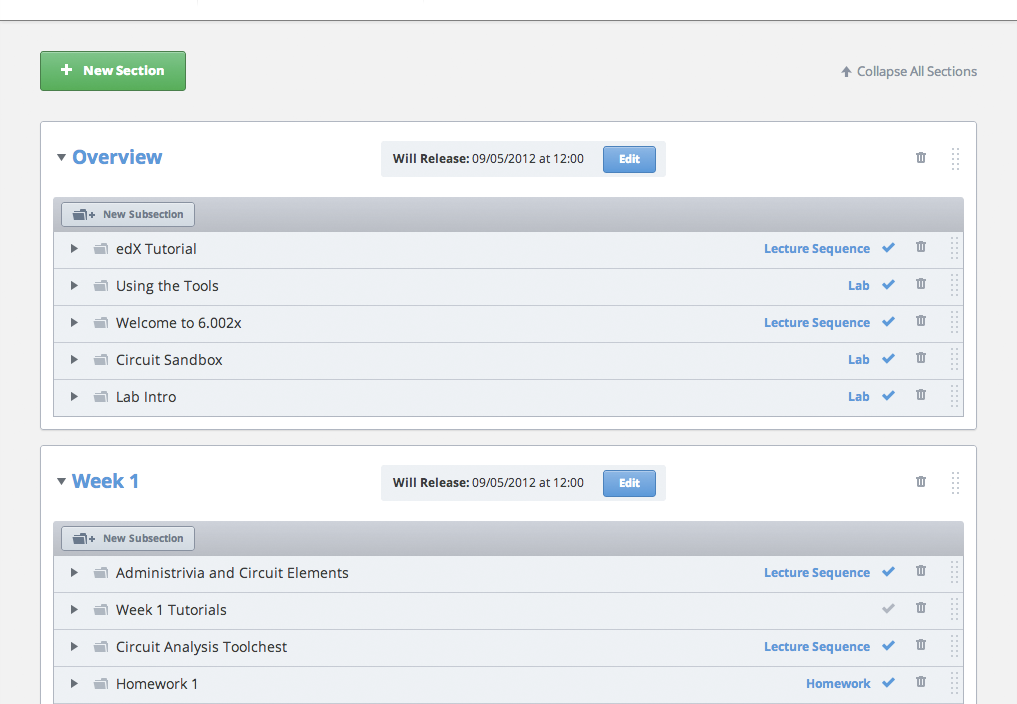 New Section
Collapse All Sections
Overview
Will Release: 09/05/2012 at 12:00 Edit
New Subsection
edX Tutorial Lecture Sequence
Using the Tools Lab
Welcome to 6.002x Lecture Sequence
Circuit Sandbox Lab
Lab Intro Lab
Week 1
Will Release: 09/05/2012 at 12:00 Edit
New Subsection
Administrivia and Circuit Elements Lecture Sequence
Week 1 Tutorials
Circuit Analysis Toolchest Lecture Sequence
Homework 1 Homework